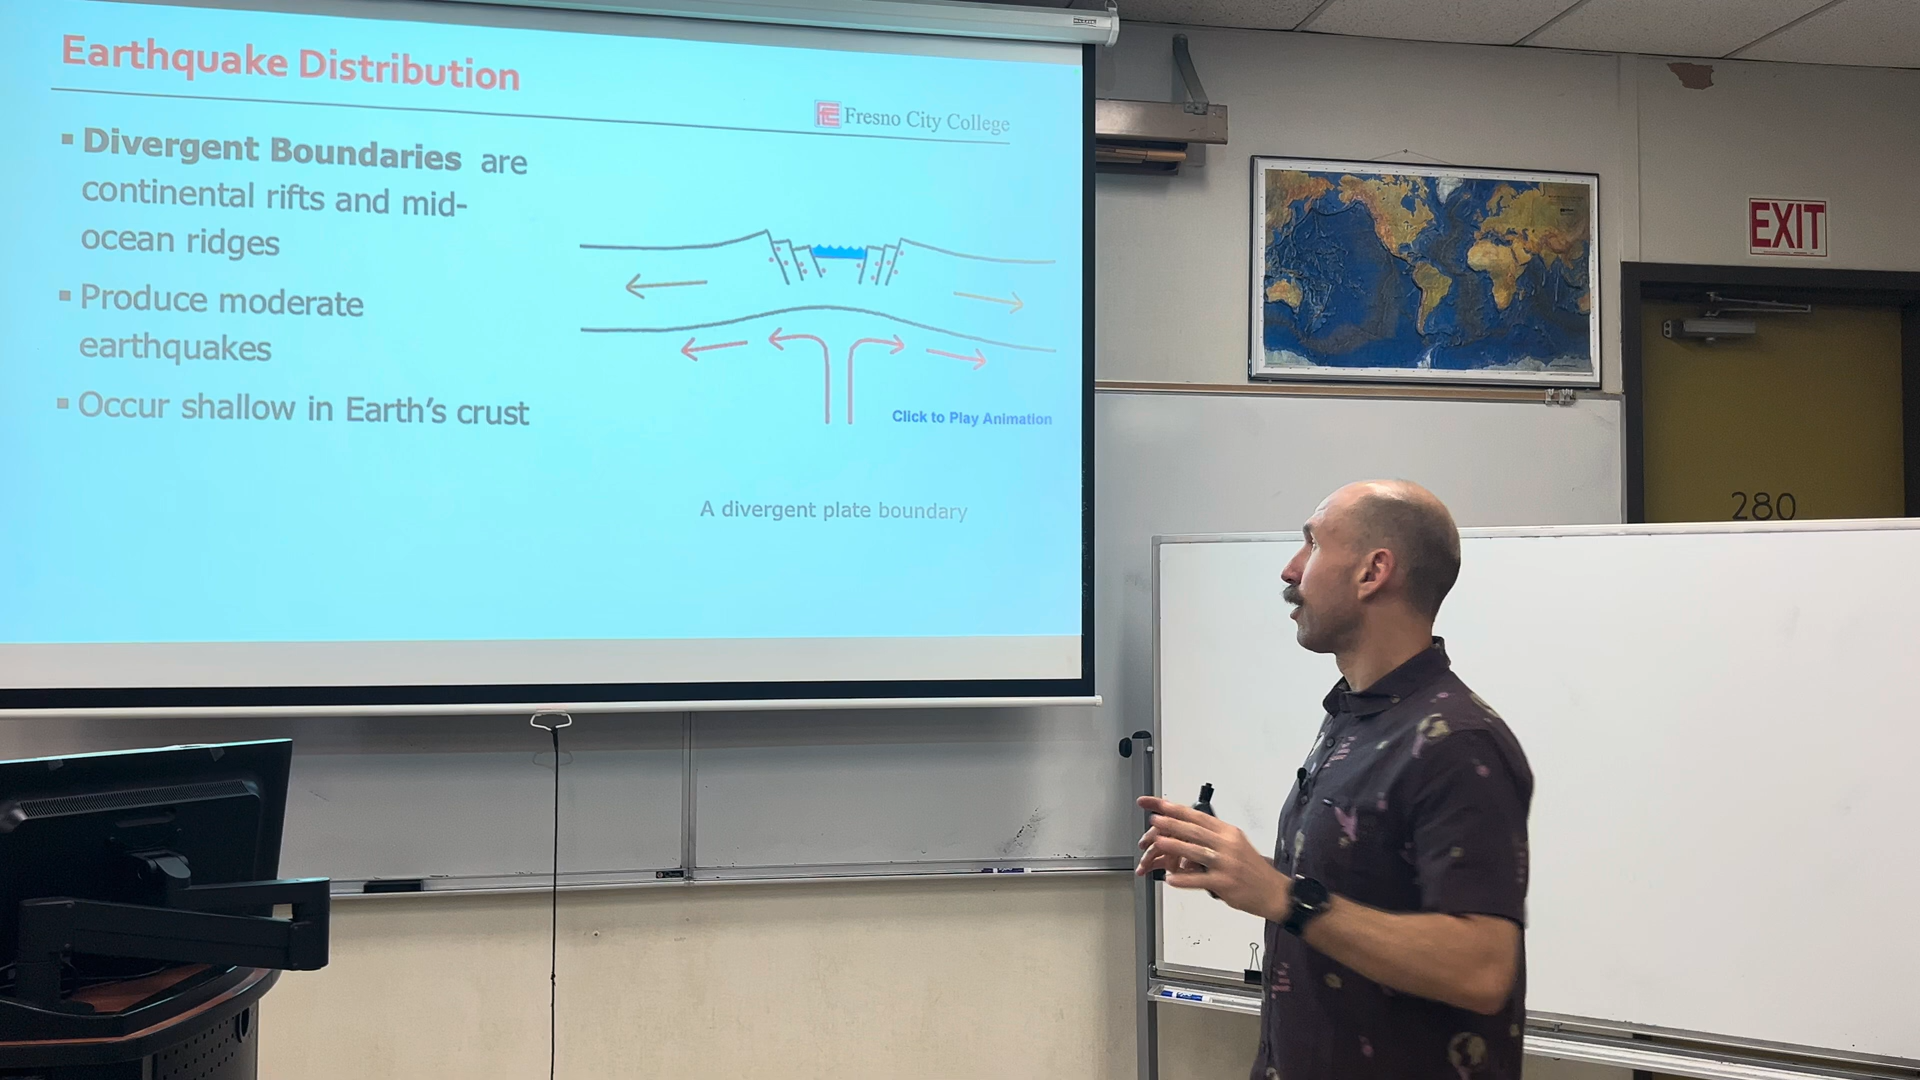 Earthquake Distribution
Fresno City College
▪ Divergent Boundaries are
continental rifts and mid-
ocean ridges
▪ Produce moderate
earthquakes
▪ Occur shallow in Earth's crust
Click to Play Animation
A divergent plate boundary
EXIT
280